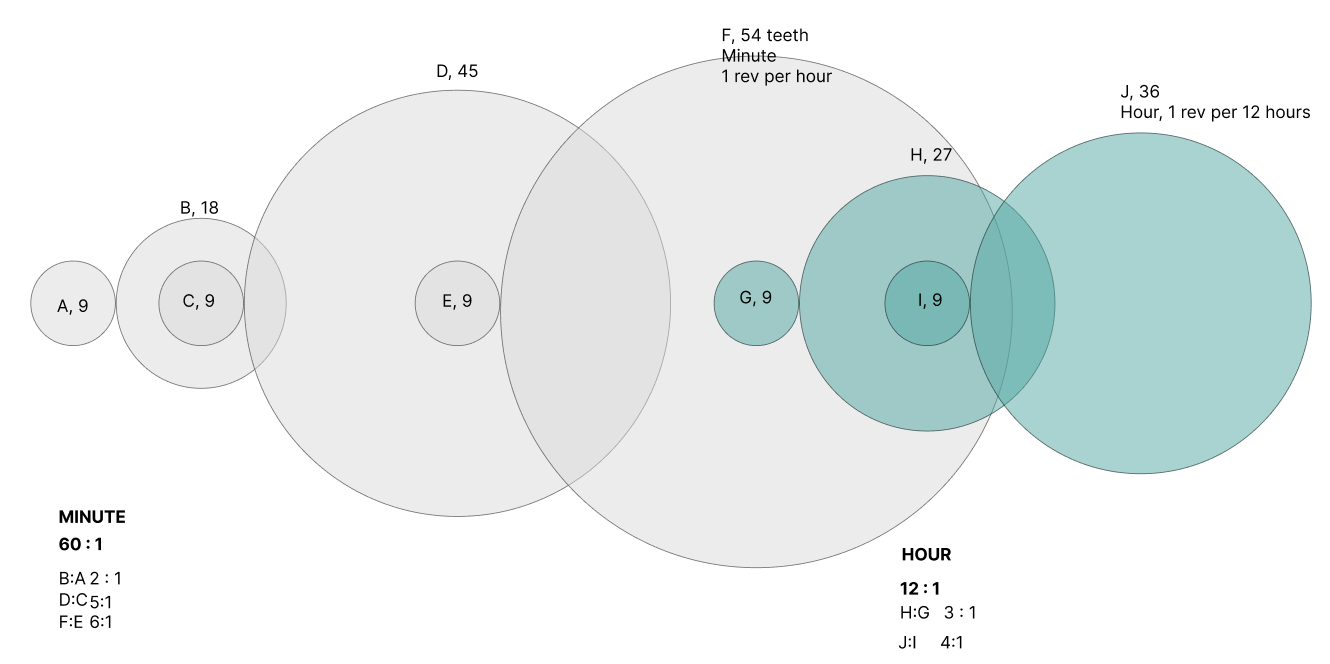 F, 54 teeth
Minute
1 rev per hour
D, 45
J, 36
Hour, 1 rev per 12 hours
H, 27
B, 18
A, 9
C, 9
E, 9
G, 9
I, 9
MINUTE
60 : 1
B:A 2 : 1
D:C 5:1
F:E 6:1
HOUR
12 : 1
H:G 3 : 1
J:I 4:1